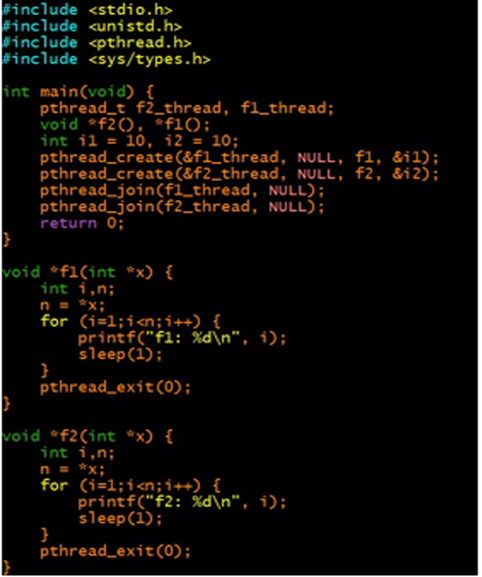 #include <stdio.h>
#include <unistd.h>
#include <pthread.h>
#include <sys/types.h>

int main(void) {
    pthread_t f2_thread, f1_thread;
    void *f2(), *f1();
    int i1 = 10, i2 = 10;
    pthread_create(&f1_thread, NULL, f1, &i1);
    pthread_create(&f2_thread, NULL, f2, &i2);
    pthread_join(f1_thread, NULL);
    pthread_join(f2_thread, NULL);
    return 0;
}

void *f1(int *x) {
    int i,n;
    n = *x;
    for (i=1;i<n;i++) {
        printf("f1: %d\n", i);
        sleep(1);
    }
    pthread_exit(0);
}

void *f2(int *x) {
    int i,n;
    n = *x;
    for (i=1;i<n;i++) {
        printf("f2: %d\n", i);
        sleep(1);
    }
    pthread_exit(0);
}